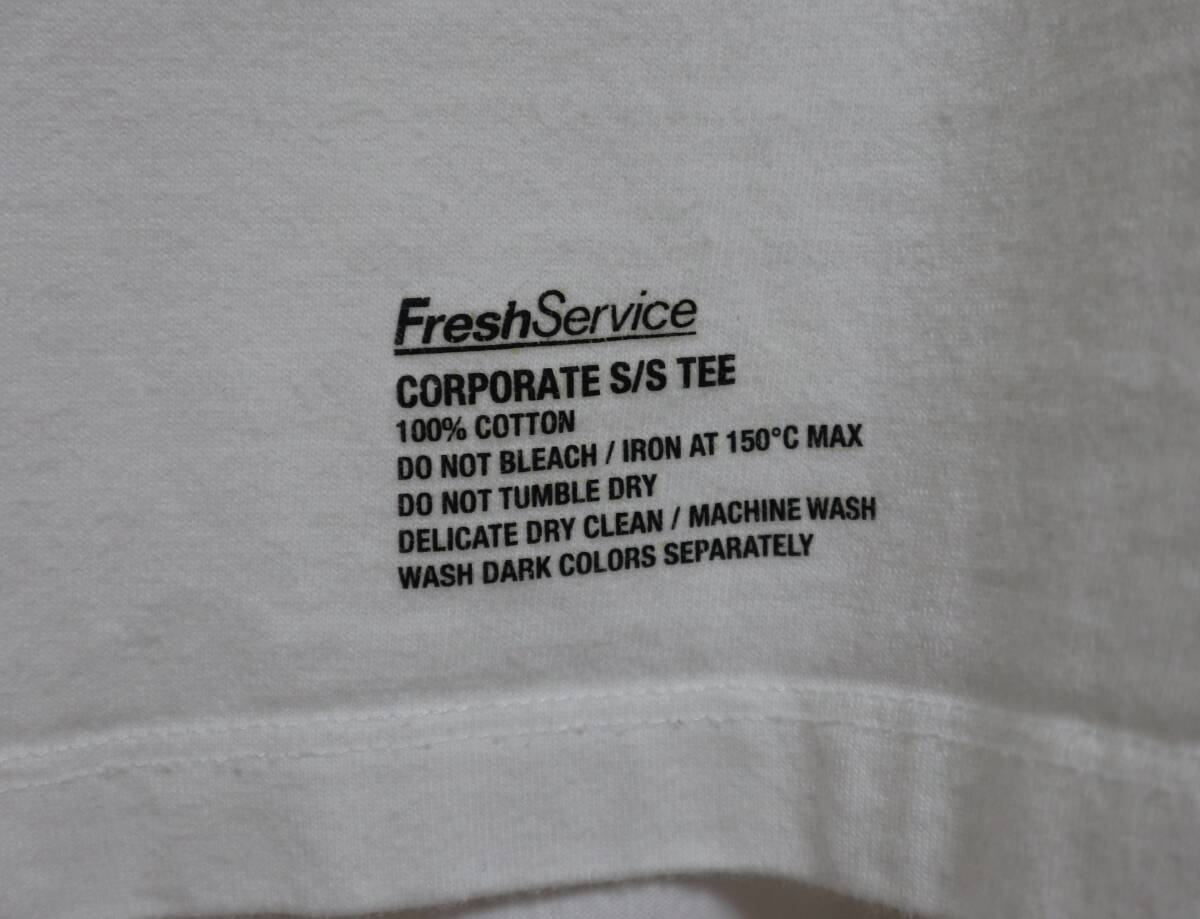 FreshService
CORPORATE S/S TEE
100% COTTON
DO NOT BLEACH / IRON AT 150°C MAX
DO NOT TUMBLE DRY
DELICATE DRY CLEAN / MACHINE WASH
WASH DARK COLORS SEPARATELY